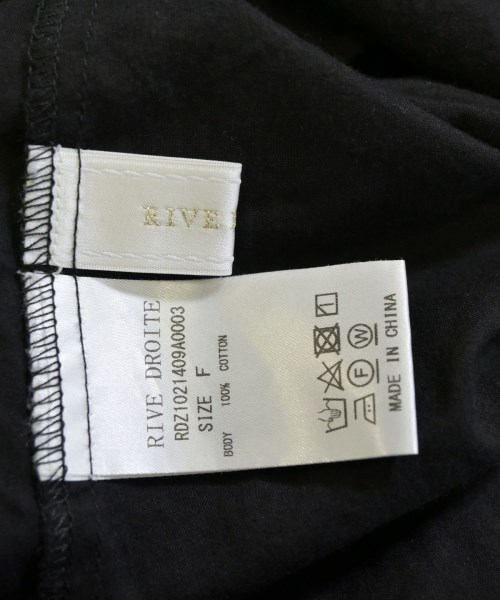 RIVE
RIVE DROITE
RDZ1021409A0003
SIZE F
BODY 100% COTTON
F W
MADE IN CHINA